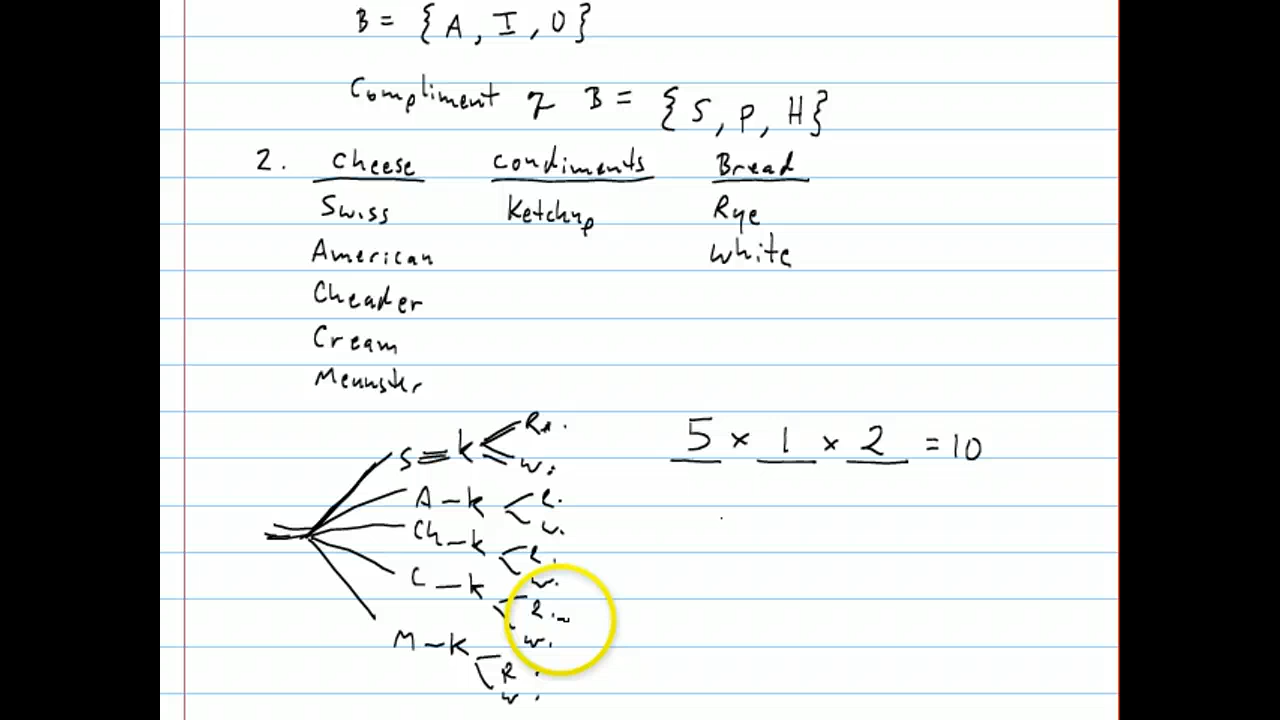 B = {A, I, O}
Compliment of B = {S, P, H}
2. Cheese Condiments Bread
Swiss Ketchup Rye
American White
Cheader
Cream
Meunster
S K R.
W.
5 × 1 × 2 = 10
A - K R.
W.
Ch - K R.
W.
C - K R.
W.
M - K R
W